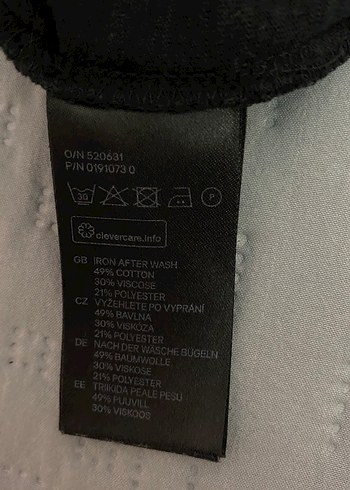 O/N 520631
P/N 0191073 0
30 P
clevercare.info
GB IRON AFTER WASH
49% COTTON
30% VISCOSE
21% POLYESTER
CZ VYŽEHLETE PO VYPRÁNÍ
49% BAVLNA
30% VISKÓZA
21% POLYESTER
DE NACH DER WÄSCHE BÜGELN
49% BAUMWOLLE
30% VISKOSE
21% POLYESTER
EE TRIIKIDA PEALE PESU
49% PUUVILL
30% VISKOOS